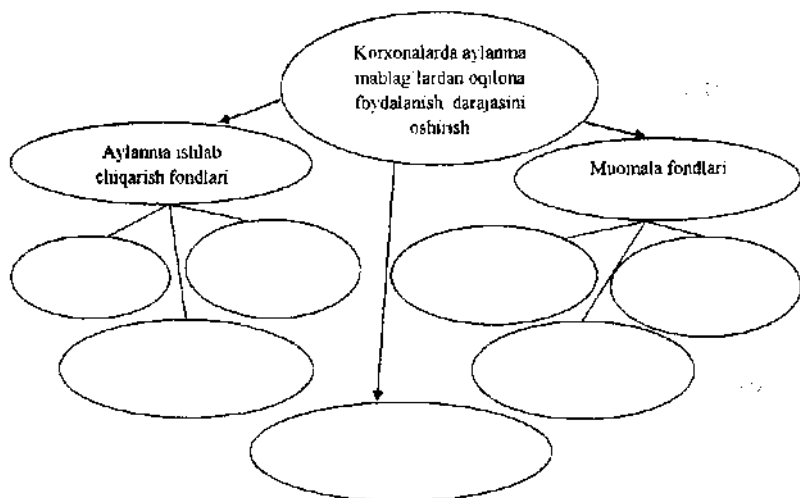 Korxonalarda aylanma
mablag'lardan oqilona
foydalanish darajasini
oshirish
Aylanma ishlab
chiqarish fondlari
Muomala fondlari